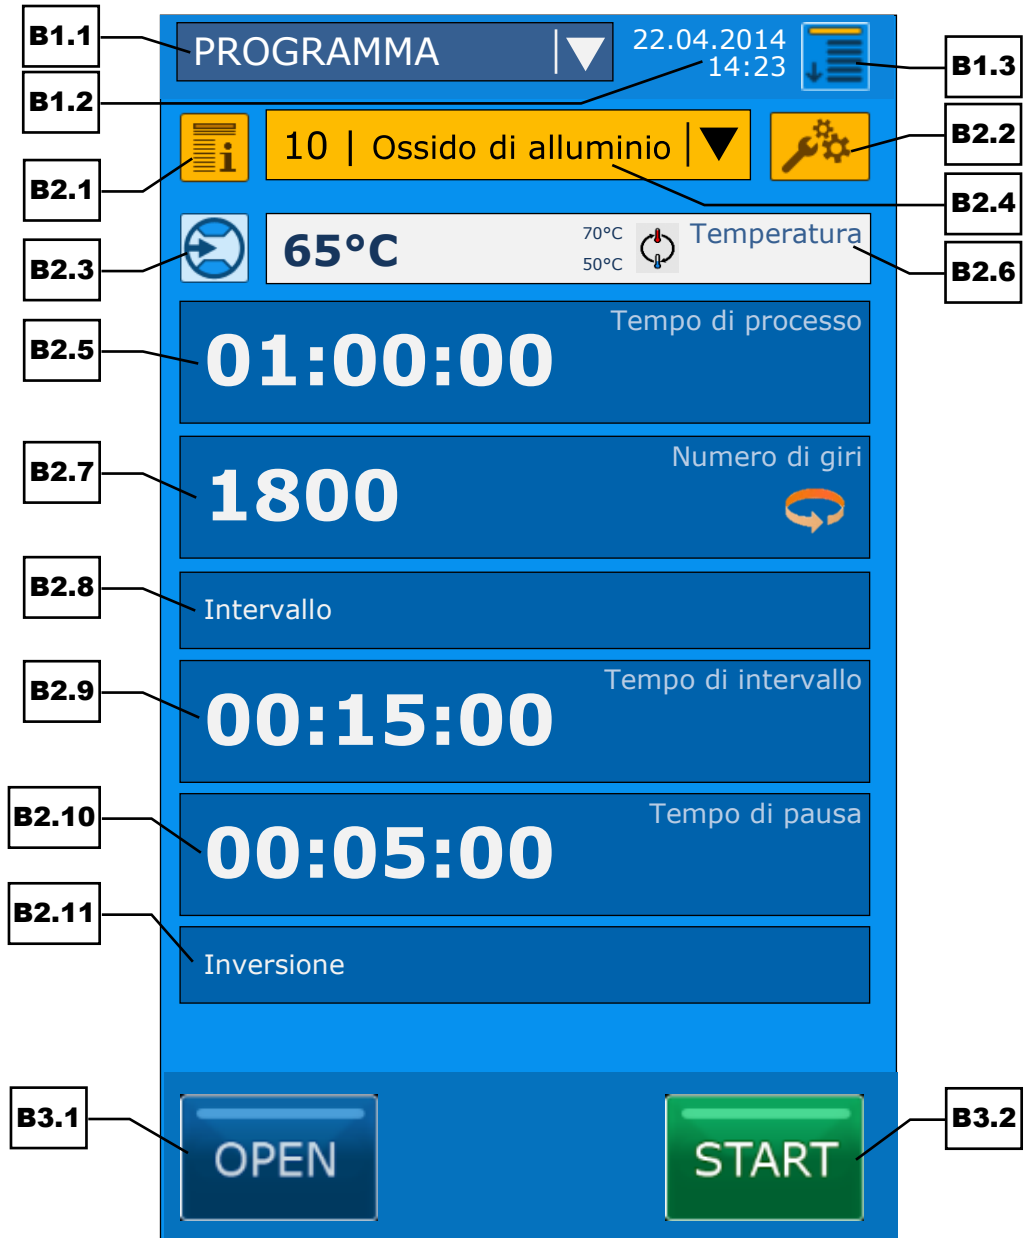 B1.1
PROGRAMMA
22.04.2014
14:23
B1.3
B1.2
B2.1
10 | Ossido di alluminio
B2.2
B2.4
B2.3
65°C
70°C
50°C
Temperatura
B2.6
B2.5
Tempo di processo
01:00:00
B2.7
Numero di giri
1800
B2.8
Intervallo
B2.9
Tempo di intervallo
00:15:00
B2.10
Tempo di pausa
00:05:00
B2.11
Inversione
B3.1
OPEN
START
B3.2